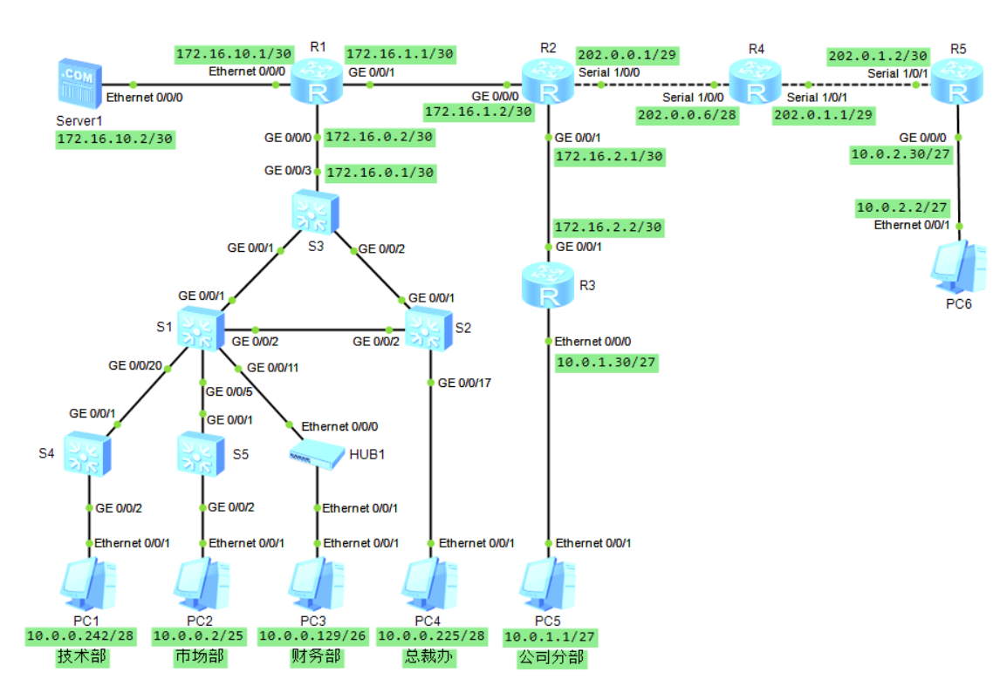 172.16.10.1/30
R1
172.16.1.1/30
R2
202.0.0.1/29
R4
202.0.1.2/30
R5
.COM
Ethernet 0/0/0
R
GE 0/0/1
R
Serial 1/0/0
R
Serial 1/0/1
R
Ethernet 0/0/0
GE 0/0/0
Serial 1/0/0
Serial 1/0/1
Server1
172.16.1.2/30
202.0.0.6/28
202.0.1.1/29
172.16.10.2/30
GE 0/0/0
172.16.0.2/30
GE 0/0/1
GE 0/0/0
172.16.2.1/30
10.0.2.30/27
GE 0/0/3
172.16.0.1/30
10.0.2.2/27
172.16.2.2/30
Ethernet 0/0/1
GE 0/0/1
S3
GE 0/0/2
GE 0/0/1
R
R3
PC6
GE 0/0/1
GE 0/0/1
S1
GE 0/0/2
GE 0/0/2
S2
Ethernet 0/0/0
10.0.1.30/27
GE 0/0/20
GE 0/0/11
GE 0/0/5
GE 0/0/17
GE 0/0/1
GE 0/0/1
Ethernet 0/0/0
S4
S5
HUB1
GE 0/0/2
GE 0/0/2
Ethernet 0/0/1
Ethernet 0/0/1
Ethernet 0/0/1
Ethernet 0/0/1
Ethernet 0/0/1
Ethernet 0/0/1
PC1
PC2
PC3
PC4
PC5
10.0.0.242/28
10.0.0.2/25
10.0.0.129/26
10.0.0.225/28
10.0.1.1/27
技术部
市场部
财务部
总裁办
公司分部